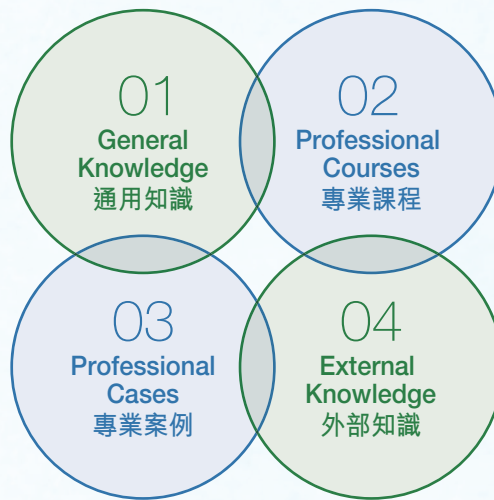 01
General
Knowledge
通用知識
02
Professional
Courses
專業課程
03
Professional
Cases
專業案例
04
External
Knowledge
外部知識